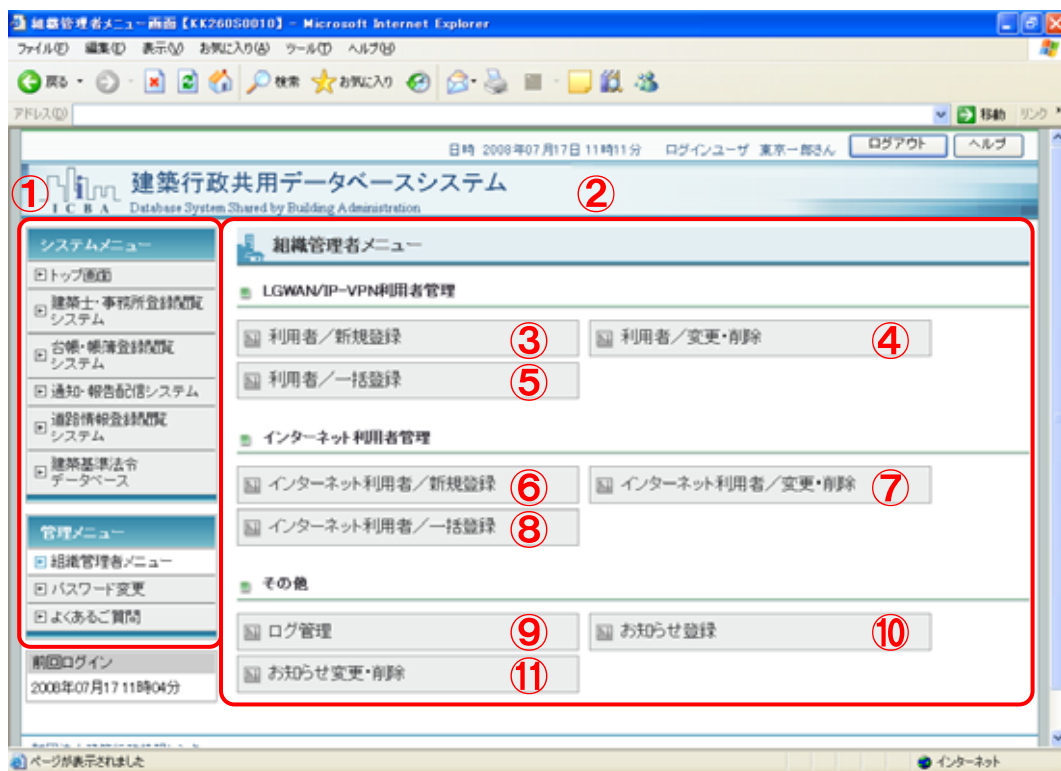 組織管理者メニュー画面【KK260S0010】 - Microsoft Internet Explorer
ファイル(F) 編集(E) 表示(V) お気に入り(A) ツール(T) ヘルプ(H)
戻る 検索 お気に入り
アドレス(D) 移動 リンク
日時 2008年07月17日11時11分 ログインユーザ 東京一郎さん ログアウト ヘルプ
① ICBA 建築行政共用データベースシステム ②
Database System Shared by Building Administration
システムメニュー
トップ画面
建築士・事務所登録閲覧
システム
台帳・帳簿登録閲覧
システム
通知・報告配信システム
道路情報登録閲覧
システム
建築基準法令
データベース
管理メニュー
組織管理者メニュー
パスワード変更
よくあるご質問
前回ログイン
2008年07月17 11時04分
組織管理者メニュー
LGWAN/IP-VPN利用者管理
利用者／新規登録 ③ 利用者／変更・削除 ④
利用者／一括登録 ⑤
インターネット利用者管理
インターネット利用者／新規登録 ⑥ インターネット利用者／変更・削除 ⑦
インターネット利用者／一括登録 ⑧
その他
ログ管理 ⑨ お知らせ登録 ⑩
お知らせ変更・削除 ⑪
ページが表示されました インターネット